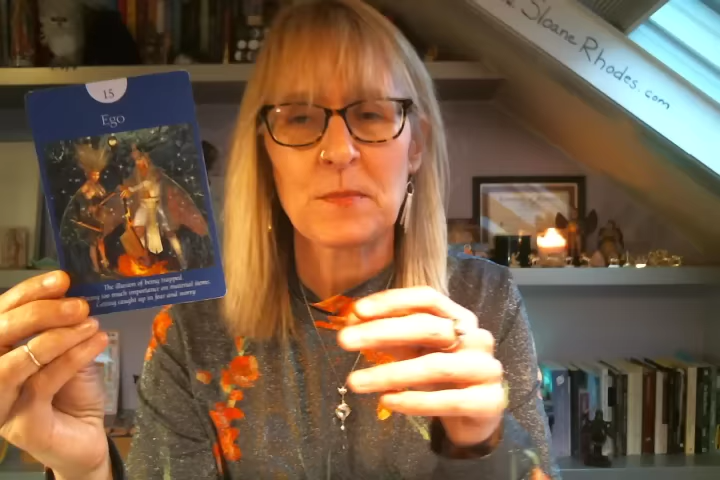 15
Ego
The illusion of being trapped.
too much importance on material items.
Getting caught up in fear and worry
Sloane Rhodes.com